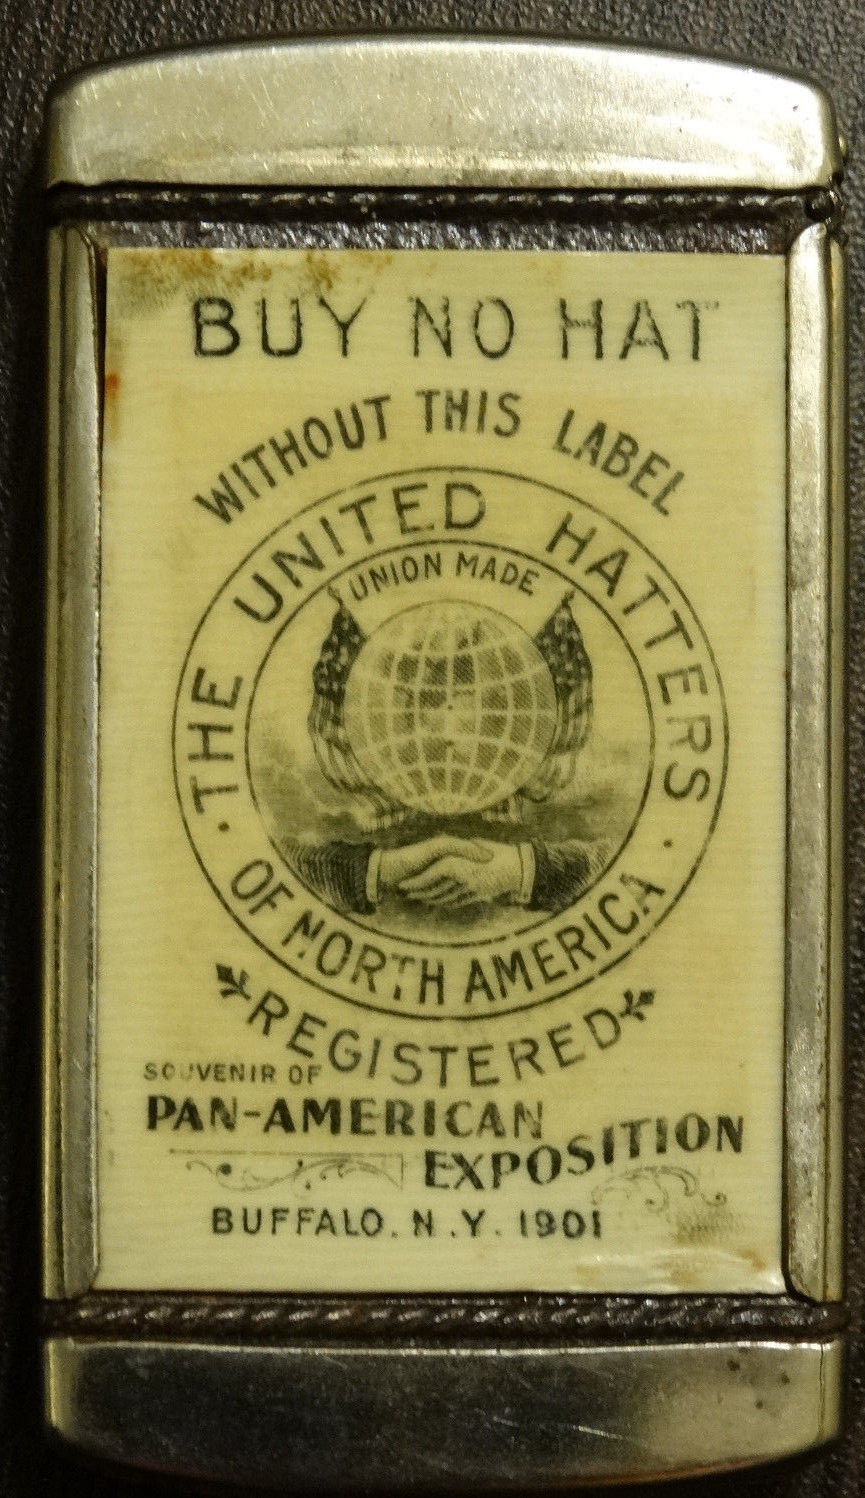 BUY NO HAT
WITHOUT THIS LABEL
THE UNITED HATTERS
UNION MADE
· OF NORTH AMERICA ·
REGISTERED
SOUVENIR OF
PAN-AMERICAN
EXPOSITION
BUFFALO. N.Y. 1901